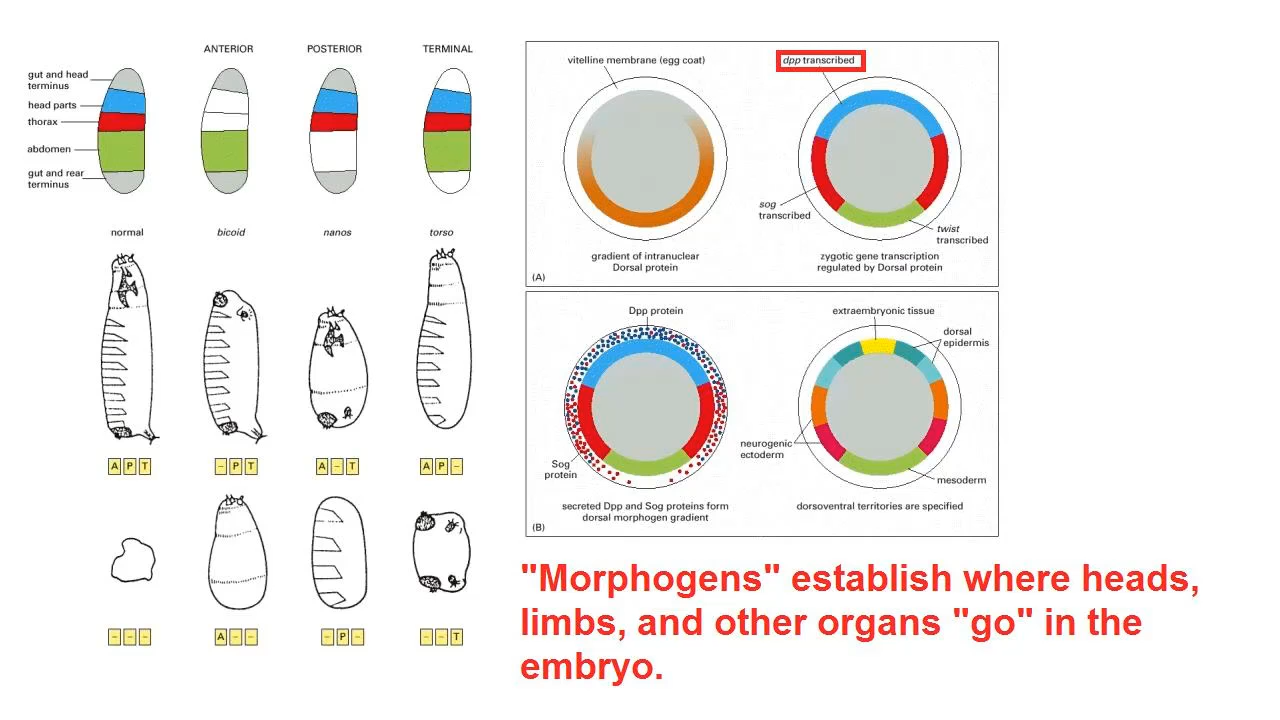 ANTERIOR
POSTERIOR
TERMINAL
gut and head
terminus
head parts
thorax
abdomen
gut and rear
terminus
normal
bicoid
nanos
torso
A P T
– P T
A – T
A P –
– – –
A – –
– P –
– – T
vitelline membrane (egg coat)
dpp transcribed
sog
transcribed
twist
transcribed
gradient of intranuclear
Dorsal protein
zygotic gene transcription
regulated by Dorsal protein
(A)
Dpp protein
extraembryonic tissue
dorsal
epidermis
neurogenic
ectoderm
Sog
protein
mesoderm
secreted Dpp and Sog proteins form
dorsal morphogen gradient
dorsoventral territories are specified
(B)
"Morphogens" establish where heads,
limbs, and other organs "go" in the
embryo.